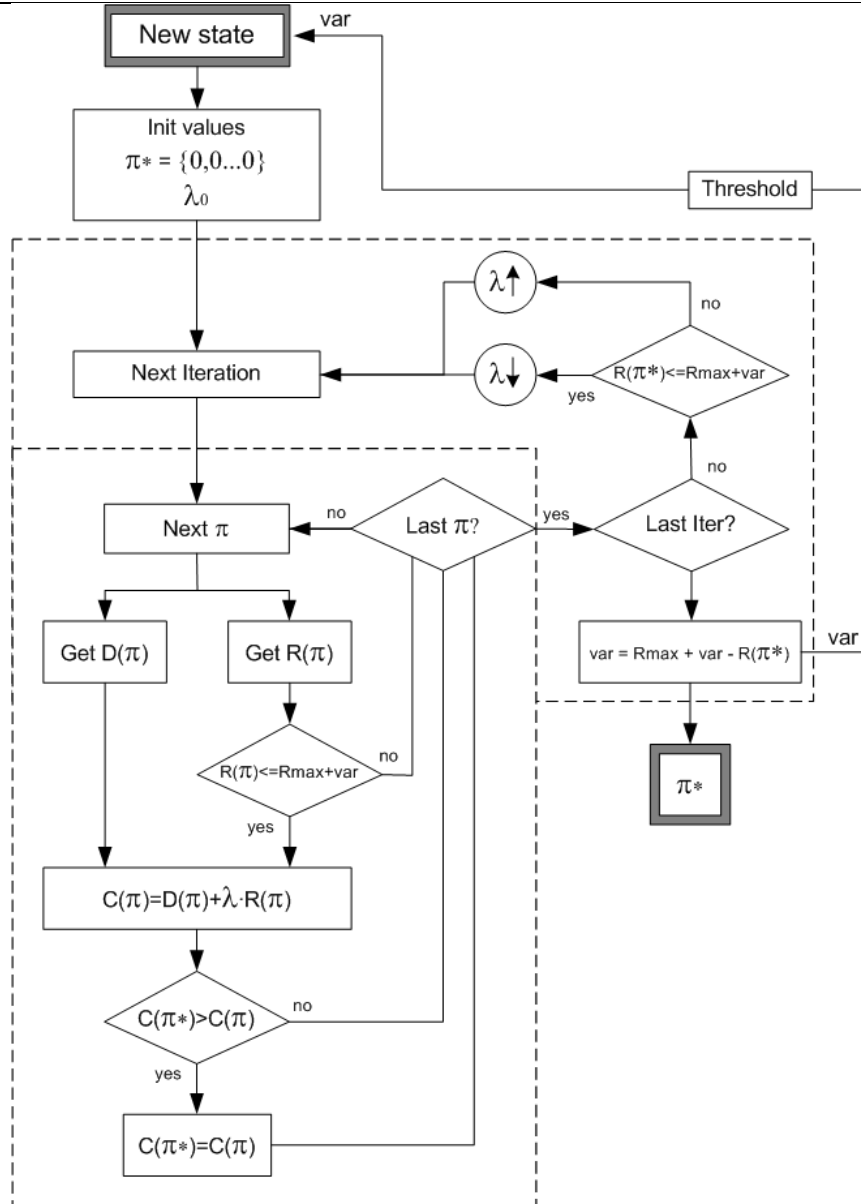 New state
var
Init values
π* = {0,0...0}
λ0
Threshold
λ↑
no
Next Iteration
λ↓
R(π*)<=Rmax+var
yes
no
Next π
no
Last π?
yes
Last Iter?
Get D(π)
Get R(π)
var = Rmax + var - R(π*)
var
R(π)<=Rmax+var
no
yes
π*
C(π)=D(π)+λ·R(π)
C(π*)>C(π)
no
yes
C(π*)=C(π)